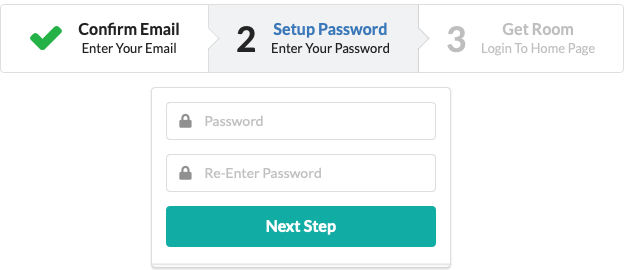 Confirm Email
Enter Your Email
2
Setup Password
Enter Your Password
3
Get Room
Login To Home Page
Password
Re-Enter Password
Next Step